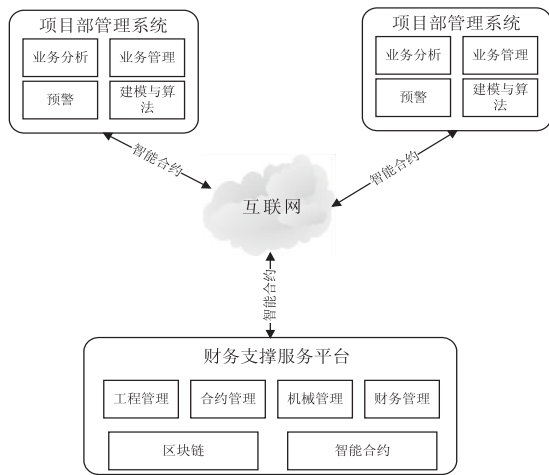 项目部管理系统
业务分析
业务管理
预警
建模与算
法
项目部管理系统
业务分析
业务管理
预警
建模与算
法
智能合约
智能合约
互联网
智能合约
财务支撑服务平台
工程管理
合约管理
机械管理
财务管理
区块链
智能合约